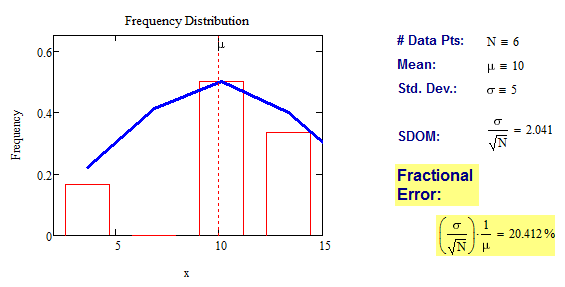 Frequency Distribution
μ
0.6
0.4
0.2
0
Frequency
5
10
15
x
# Data Pts: N ≡ 6
Mean: μ ≡ 10
Std. Dev.: σ ≡ 5
SDOM: σ/√N = 2.041
Fractional
Error:
(σ/√N)·1/μ = 20.412 %